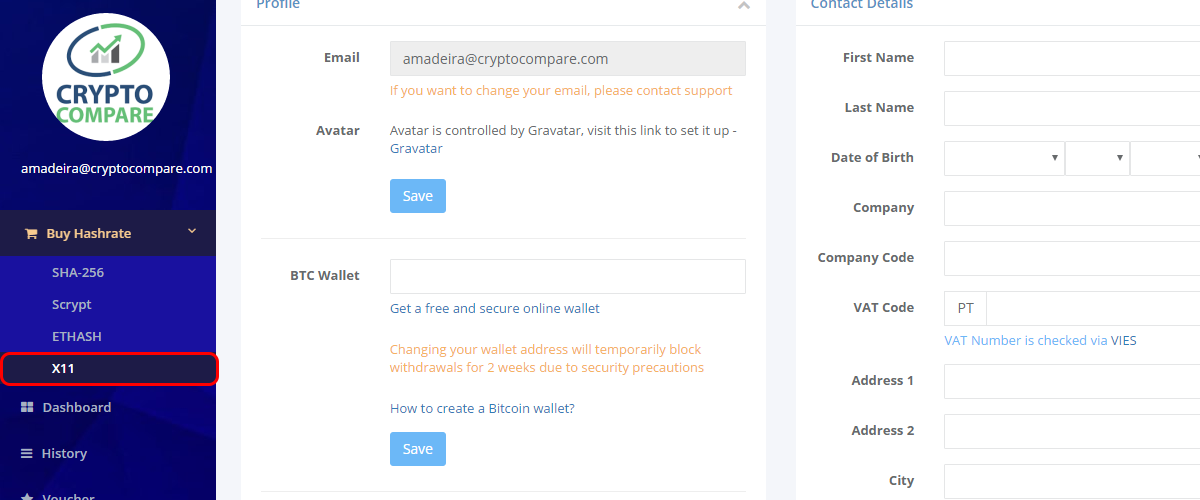 CRYPTO
COMPARE
amadeira@cryptocompare.com
Buy Hashrate
SHA-256
Scrypt
ETHASH
X11
Dashboard
History
Voucher
Profile
Email
amadeira@cryptocompare.com
If you want to change your email, please contact support
Avatar
Avatar is controlled by Gravatar, visit this link to set it up -
Gravatar
Save
BTC Wallet
Get a free and secure online wallet
Changing your wallet address will temporarily block
withdrawals for 2 weeks due to security precautions
How to create a Bitcoin wallet?
Save
Contact Details
First Name
Last Name
Date of Birth
Company
Company Code
VAT Code
PT
VAT Number is checked via VIES
Address 1
Address 2
City